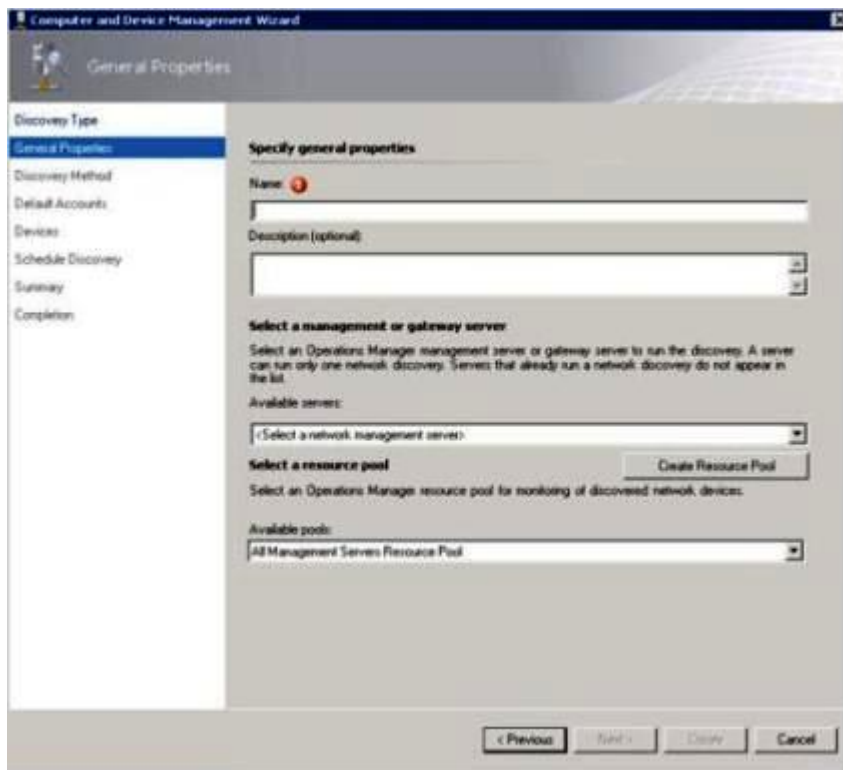 Computer and Device Management Wizard
General Properties
Discovery Type
General Properties
Discovery Method
Default Accounts
Devices
Schedule Discovery
Summary
Completion
Specify general properties
Name:
Description (optional):
Select a management or gateway server
Select an Operations Manager management server or gateway server to run the discovery. A server
can run only one network discovery. Servers that already run a network discovery do not appear in
the list.
Available servers:
<Select a network management server>
Select a resource pool
Create Resource Pool
Select an Operations Manager resource pool for monitoring of discovered network devices.
Available pools:
All Management Servers Resource Pool
< Previous
Next >
Create
Cancel